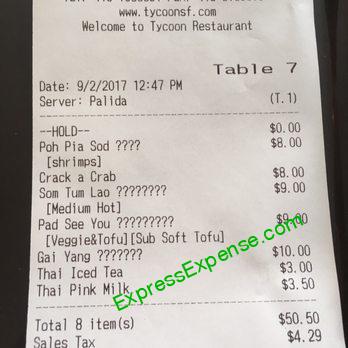 www.tycoonsf.com
Welcome to Tycoon Restaurant
Table 7
Date: 9/2/2017 12:47 PM
Server: Palida (T.1)
--HOLD-- $0.00
Poh Pia Sod ???? $8.00
[shrimps]
Crack a Crab $8.00
Som Tum Lao ???????? $9.00
[Medium Hot]
Pad See You ????????? $9.00
[Veggie&Tofu][Sub Soft Tofu]
Gai Yang ??????? $10.00
Thai Iced Tea $3.00
Thai Pink Milk $3.50
ExpressExpense.com
Total 8 item(s) $50.50
Sales Tax $4.29